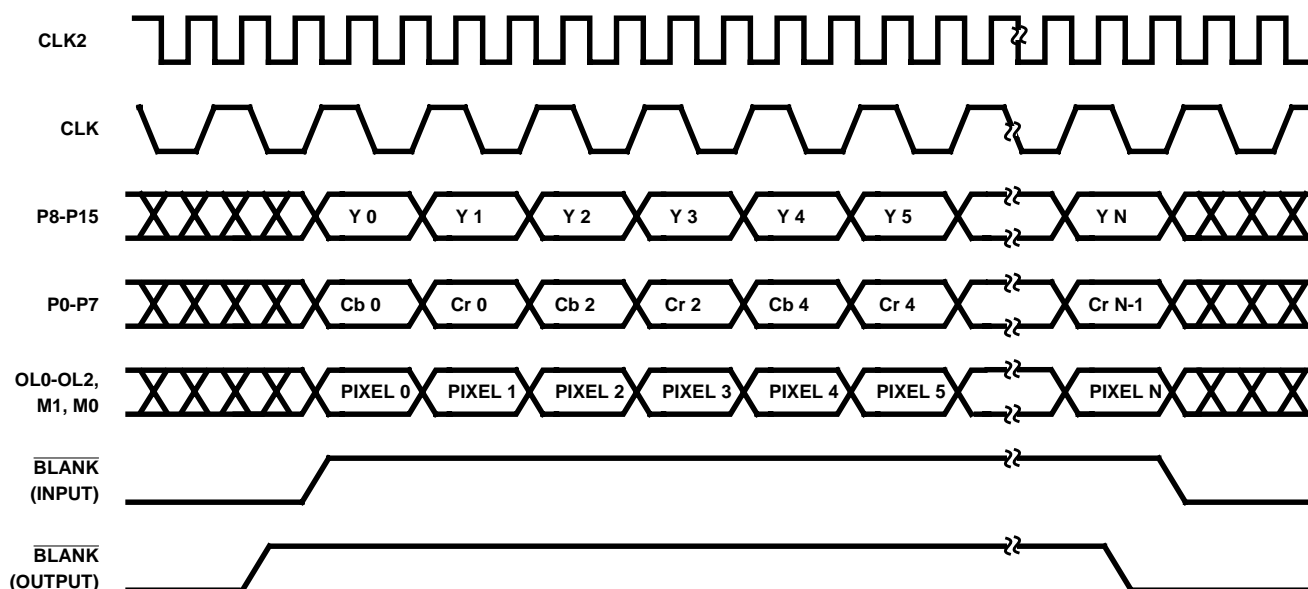 CLK2
CLK
P8-P15 Y 0 Y 1 Y 2 Y 3 Y 4 Y 5 Y N
P0-P7 Cb 0 Cr 0 Cb 2 Cr 2 Cb 4 Cr 4 Cr N-1
OL0-OL2,
M1, M0
PIXEL 0 PIXEL 1 PIXEL 2 PIXEL 3 PIXEL 4 PIXEL 5 PIXEL N
BLANK
(INPUT)
BLANK
(OUTPUT)